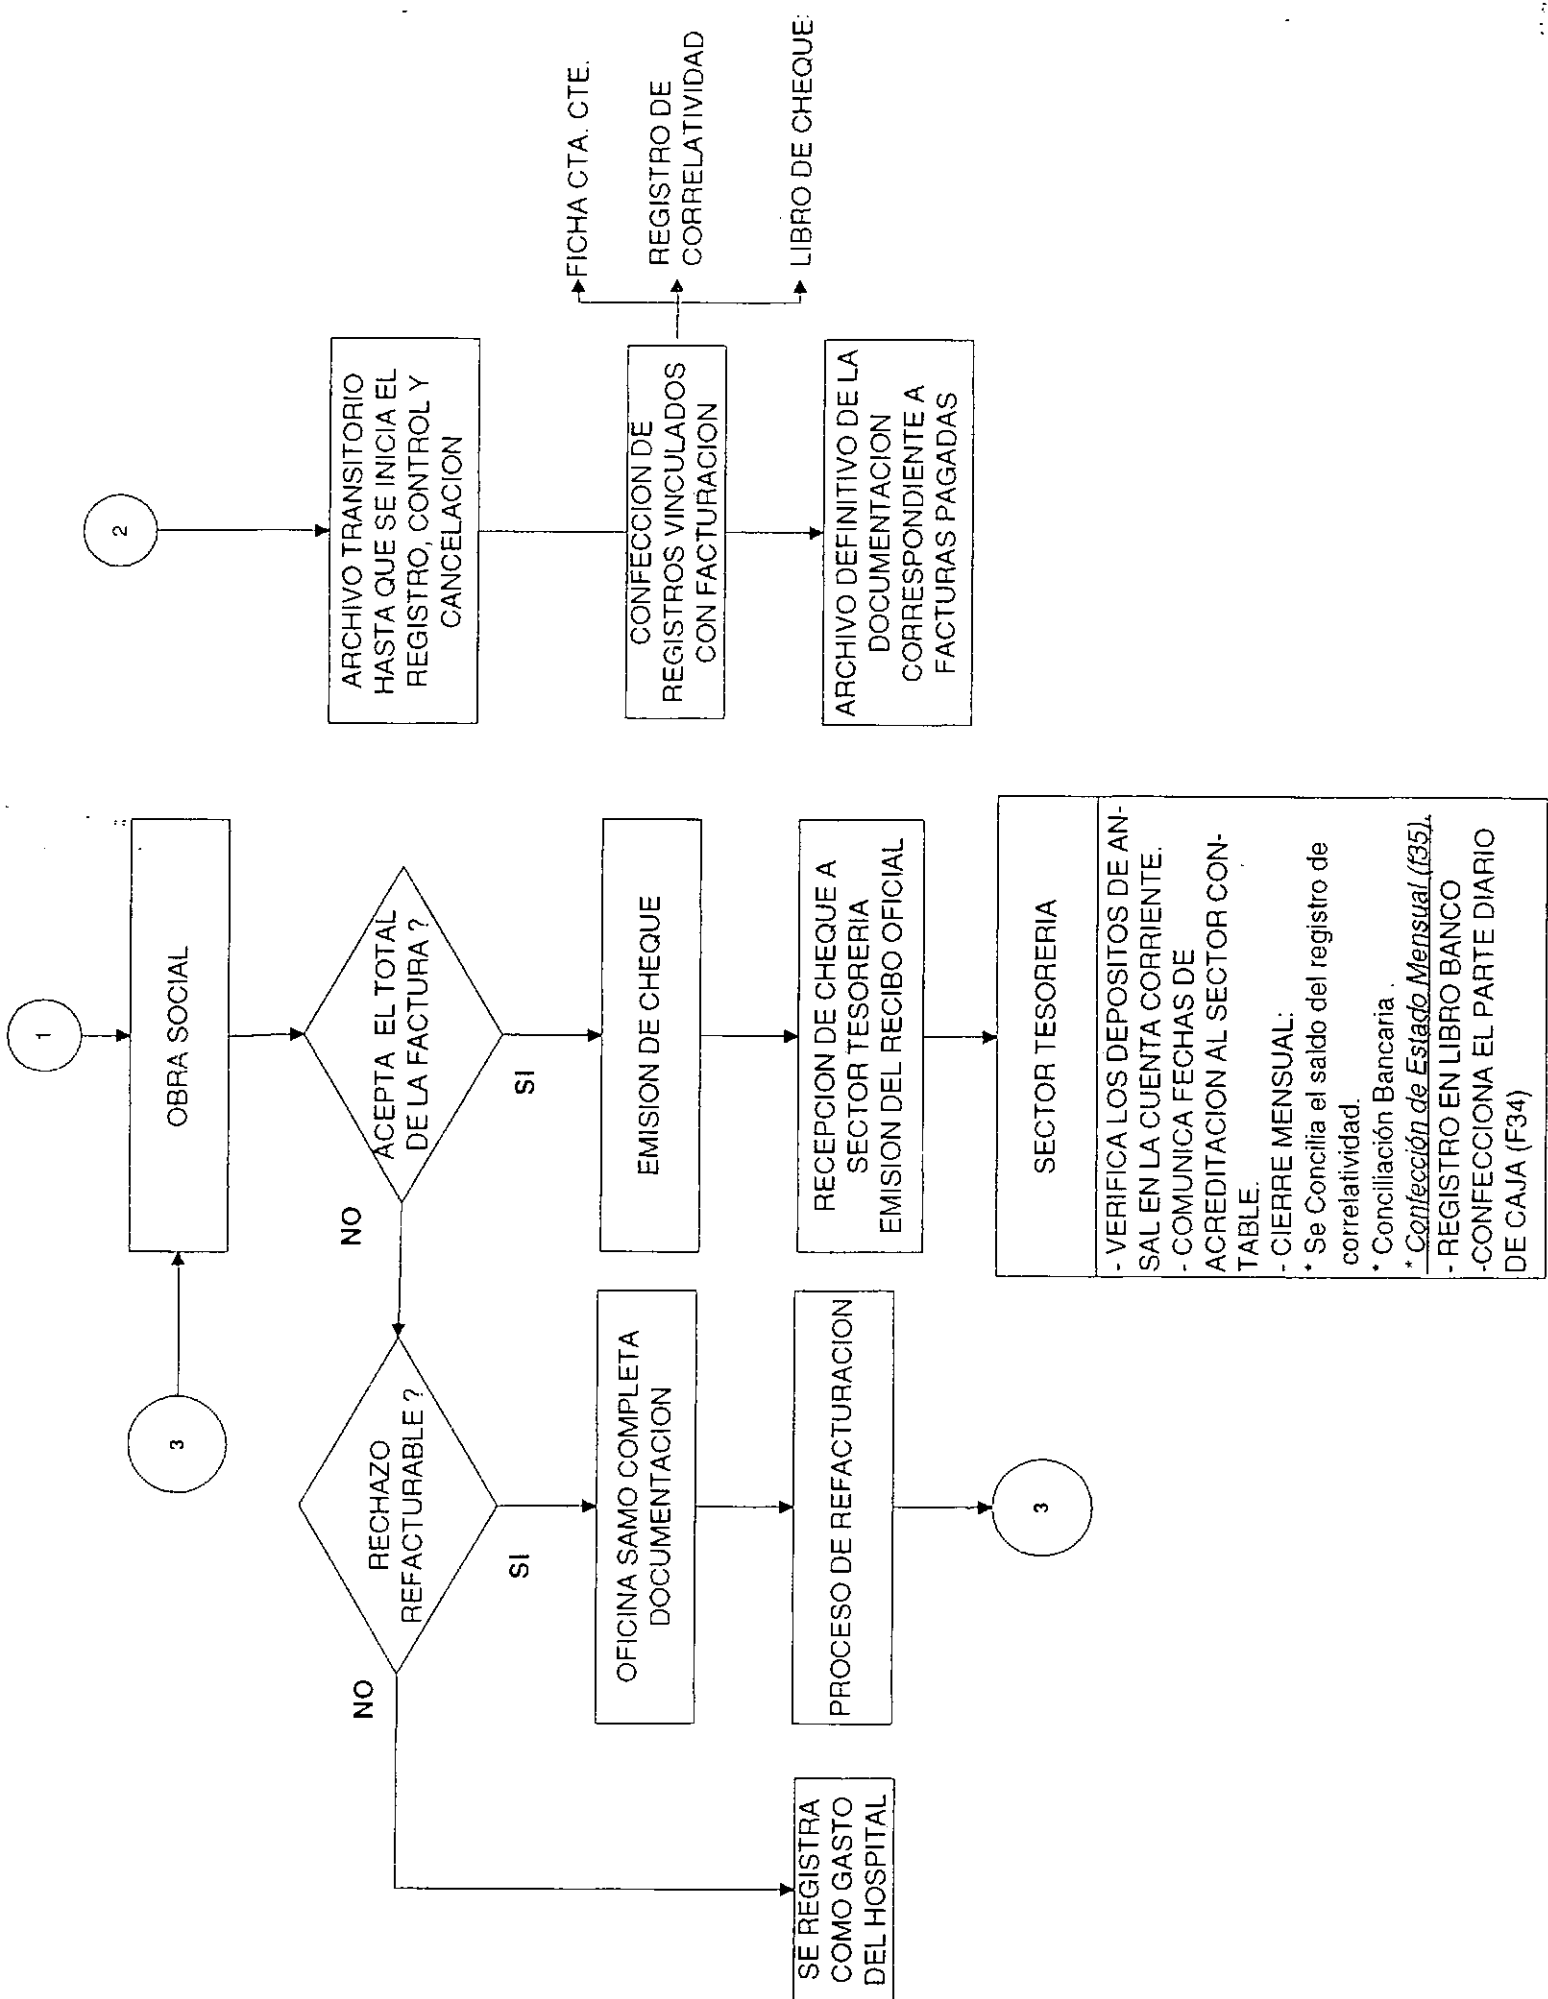 1
3
OBRA SOCIAL
ACEPTA EL TOTAL
DE LA FACTURA ?
NO
SI
RECHAZO
REFACTURABLE ?
NO
SI
EMISION DE CHEQUE
OFICINA SAMO COMPLETA
DOCUMENTACION
SE REGISTRA
COMO GASTO
DEL HOSPITAL
PROCESO DE REFACTURACION
RECEPCION DE CHEQUE A
SECTOR TESORERIA
EMISION DEL RECIBO OFICIAL
3
SECTOR TESORERIA
- VERIFICA LOS DEPOSITOS DE AN-
SAL EN LA CUENTA CORRIENTE.
- COMUNICA FECHAS DE
ACREDITACION AL SECTOR CON-
TABLE.
- CIERRE MENSUAL:
* Se Concilia el saldo del registro de
correlatividad.
* Conciliación Bancaria .
* Confección de Estado Mensual (f35).
- REGISTRO EN LIBRO BANCO
-CONFECCIONA EL PARTE DIARIO
DE CAJA (F34)
2
ARCHIVO TRANSITORIO
HASTA QUE SE INICIA EL
REGISTRO, CONTROL Y
CANCELACION
CONFECCION DE
REGISTROS VINCULADOS
CON FACTURACION
FICHA CTA. CTE.
REGISTRO DE
CORRELATIVIDAD
LIBRO DE CHEQUE
ARCHIVO DEFINITIVO DE LA
DOCUMENTACION
CORRESPONDIENTE A
FACTURAS PAGADAS